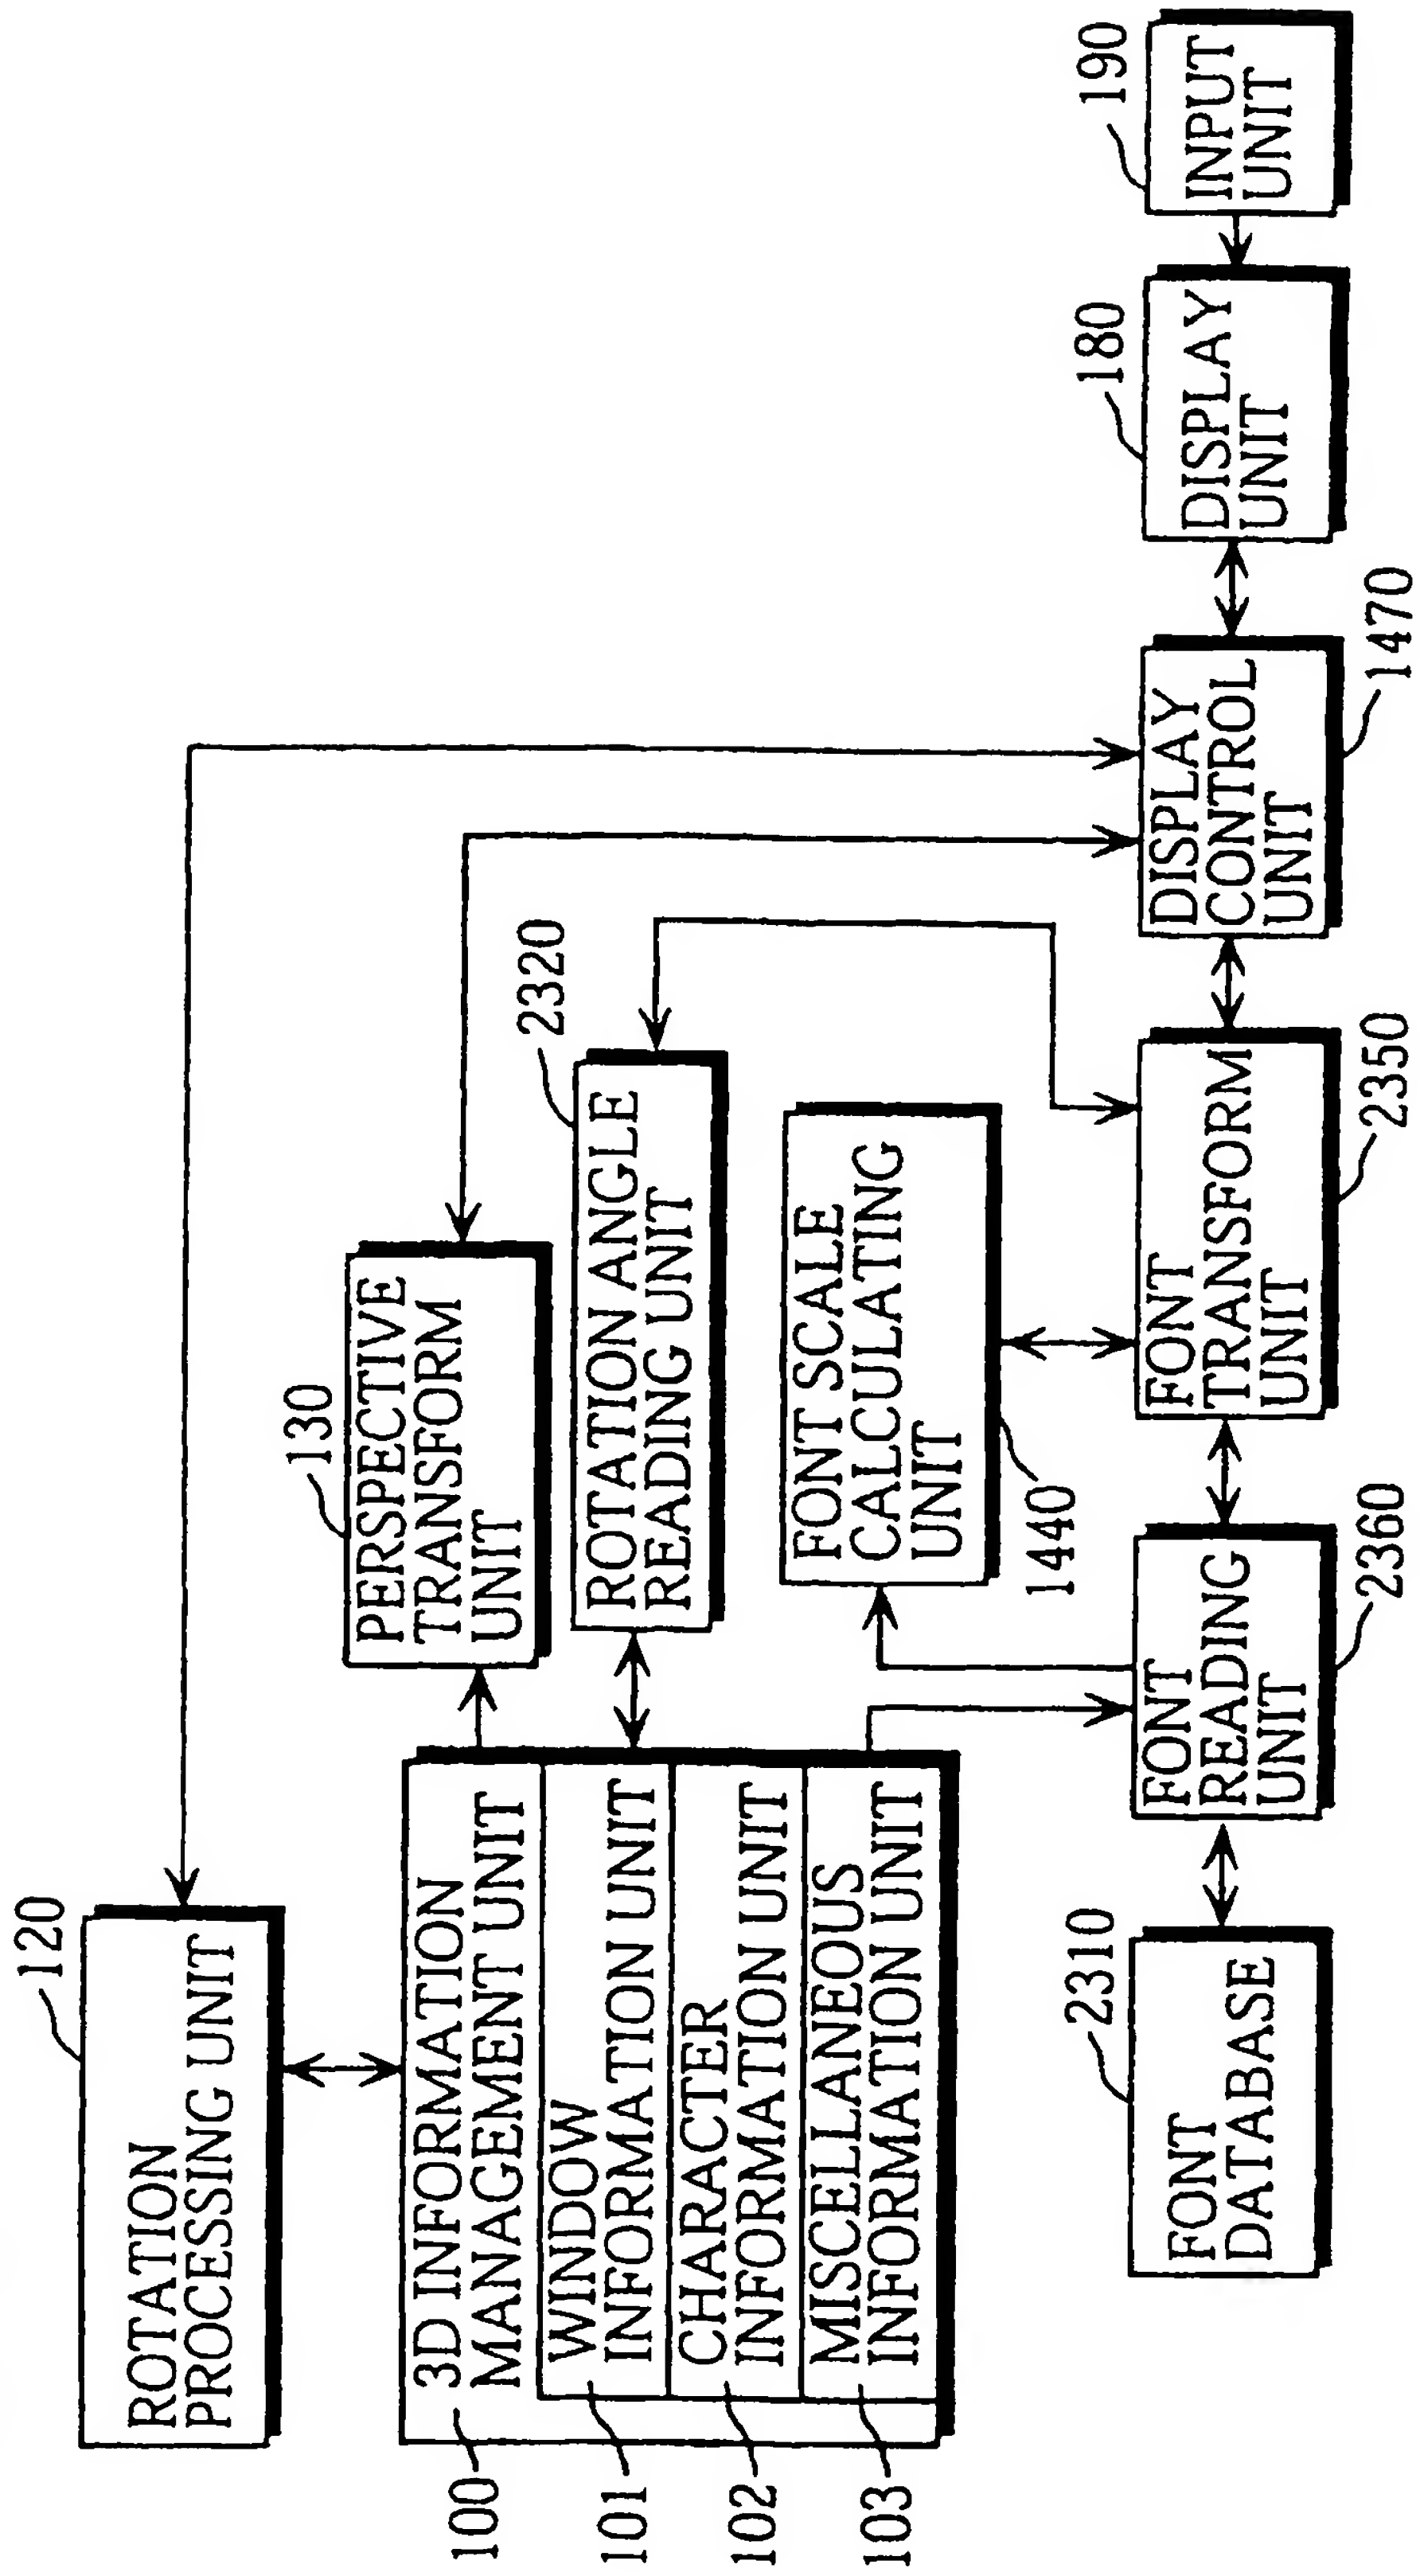 120
ROTATION
PROCESSING UNIT
100
3D INFORMATION
MANAGEMENT UNIT
101
WINDOW
INFORMATION UNIT
102
CHARACTER
INFORMATION UNIT
103
MISCELLANEOUS
INFORMATION UNIT
130
PERSPECTIVE
TRANSFORM
UNIT
2320
ROTATION ANGLE
READING UNIT
FONT SCALE
CALCULATING
UNIT
1440
2310
FONT
DATABASE
FONT
READING
UNIT
2360
FONT
TRANSFORM
UNIT
2350
DISPLAY
CONTROL
UNIT
1470
180
DISPLAY
UNIT
190
INPUT
UNIT